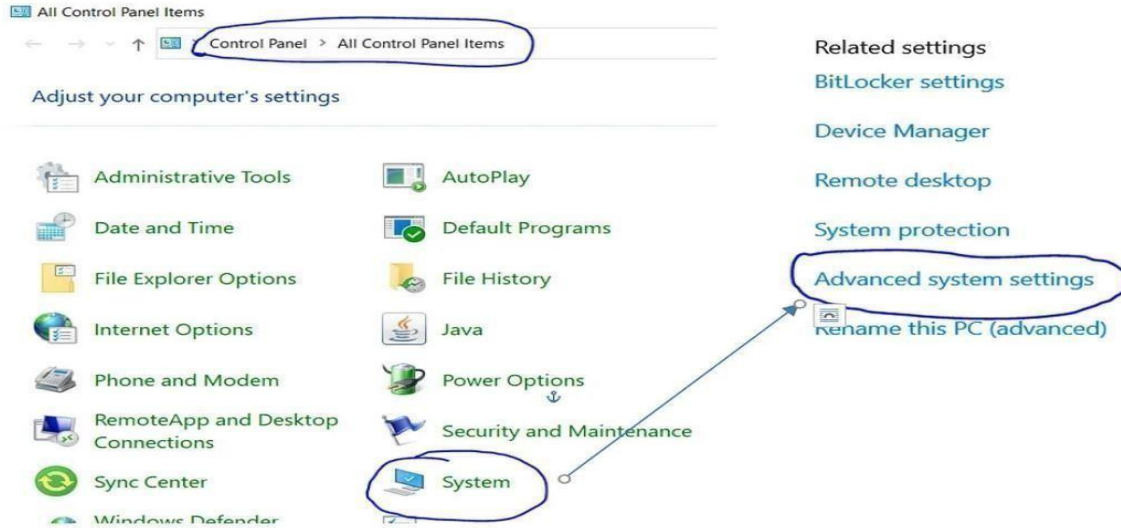 All Control Panel Items
Control Panel > All Control Panel Items
Adjust your computer's settings
Administrative Tools
AutoPlay
Date and Time
Default Programs
File Explorer Options
File History
Internet Options
Java
Phone and Modem
Power Options
RemoteApp and Desktop
Connections
Security and Maintenance
Sync Center
System
Windows Defender
Related settings
BitLocker settings
Device Manager
Remote desktop
System protection
Advanced system settings
Rename this PC (advanced)